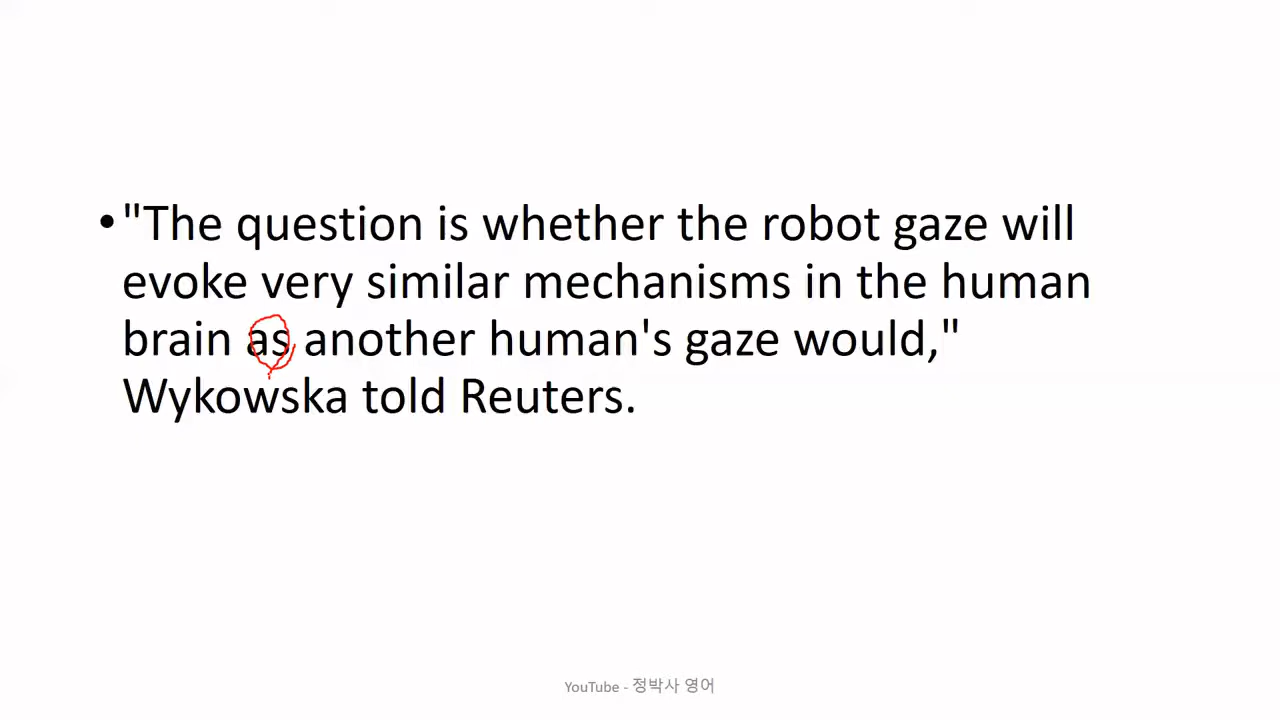 •"The question is whether the robot gaze will
evoke very similar mechanisms in the human
brain as another human's gaze would,"
Wykowska told Reuters.
YouTube - 정박사 영어